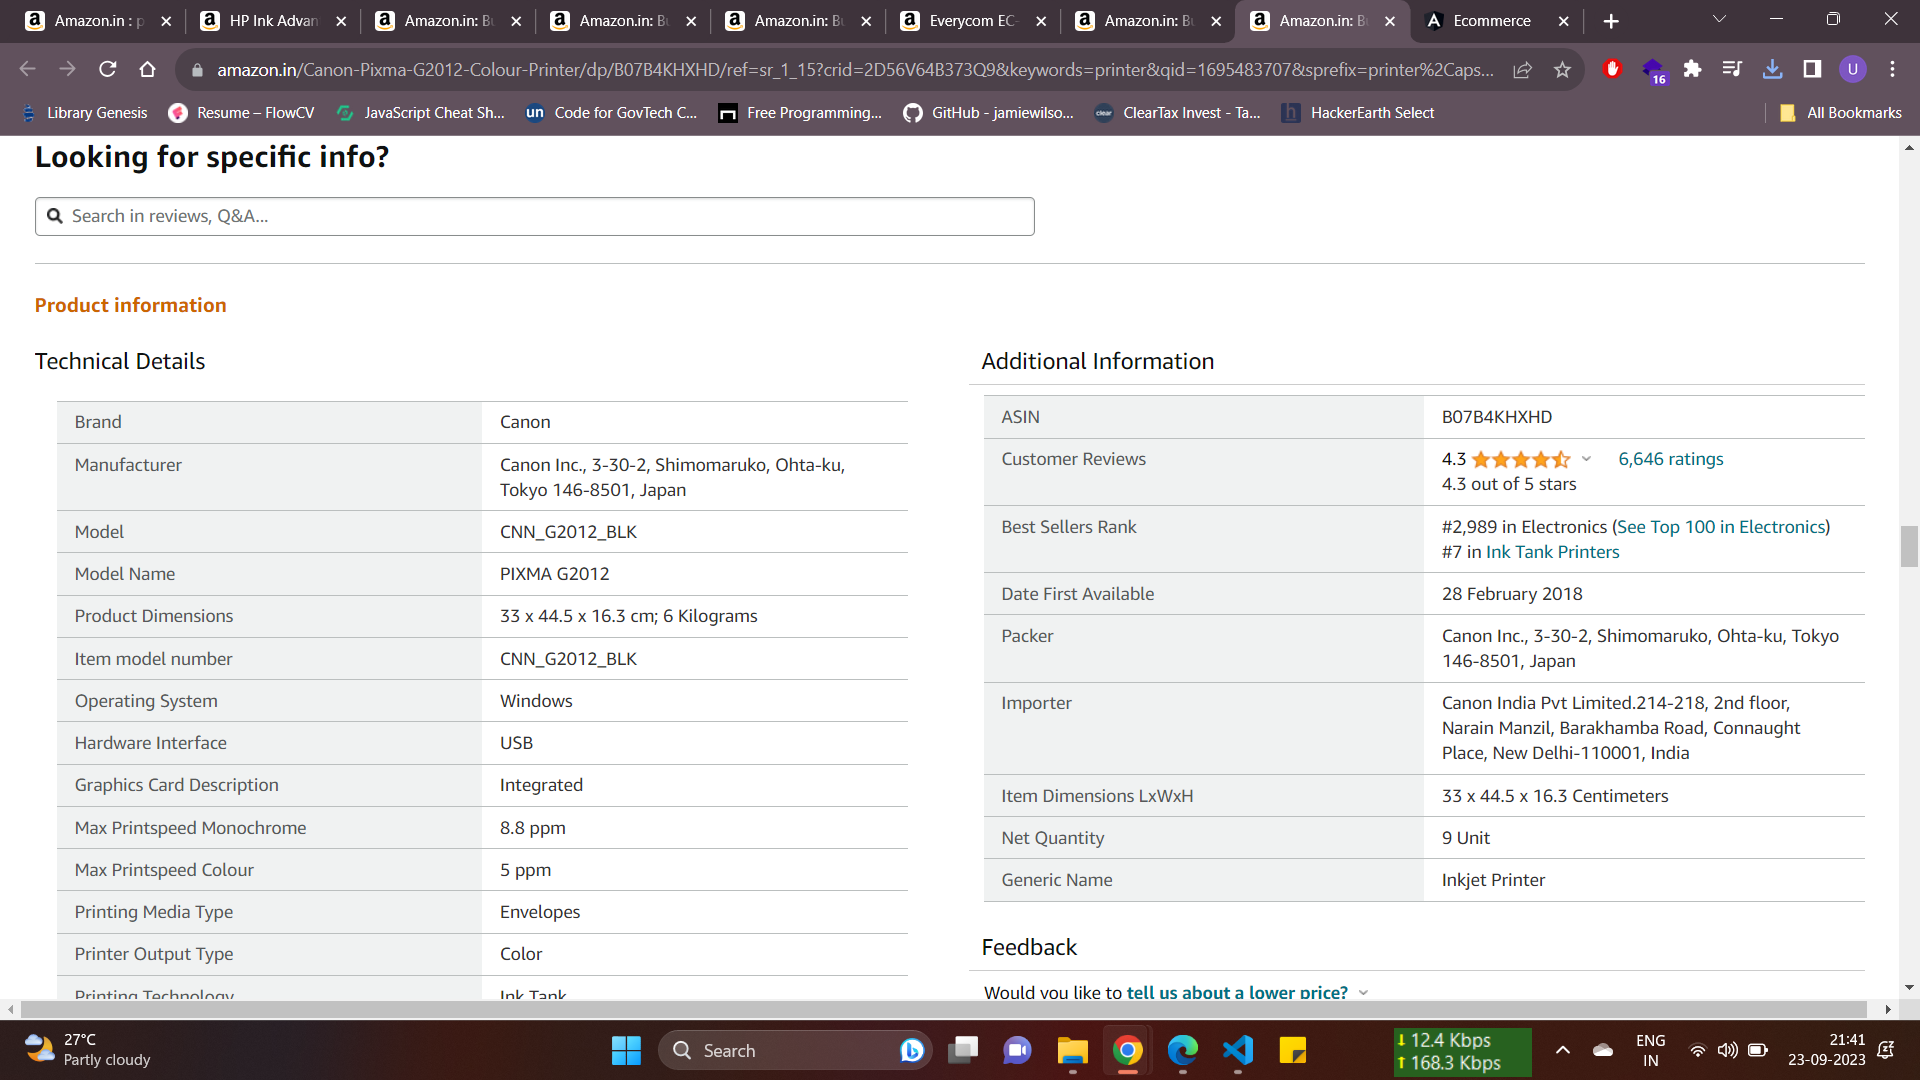 Amazon.in : p
HP Ink Advan
Amazon.in: Bu
Amazon.in: Bu
Amazon.in: Bu
Everycom EC-
Amazon.in: Bu
Amazon.in: Bu
Ecommerce
amazon.in/Canon-Pixma-G2012-Colour-Printer/dp/B07B4KHXHD/ref=sr_1_15?crid=2D56V64B373Q9&keywords=printer&qid=1695483707&sprefix=printer%2Caps...
16
U
Library Genesis
Resume – FlowCV
JavaScript Cheat Sh...
un
Code for GovTech C...
Free Programming...
GitHub - jamiewilso...
clear
ClearTax Invest - Ta...
h
HackerEarth Select
All Bookmarks
Looking for specific info?
Search in reviews, Q&A...
Product information
Technical Details
Brand Canon
Manufacturer Canon Inc., 3-30-2, Shimomaruko, Ohta-ku,
Tokyo 146-8501, Japan
Model CNN_G2012_BLK
Model Name PIXMA G2012
Product Dimensions 33 x 44.5 x 16.3 cm; 6 Kilograms
Item model number CNN_G2012_BLK
Operating System Windows
Hardware Interface USB
Graphics Card Description Integrated
Max Printspeed Monochrome 8.8 ppm
Max Printspeed Colour 5 ppm
Printing Media Type Envelopes
Printer Output Type Color
Printing Technology Ink Tank
Additional Information
ASIN B07B4KHXHD
Customer Reviews 4.3 6,646 ratings
4.3 out of 5 stars
Best Sellers Rank #2,989 in Electronics (See Top 100 in Electronics)
#7 in Ink Tank Printers
Date First Available 28 February 2018
Packer Canon Inc., 3-30-2, Shimomaruko, Ohta-ku, Tokyo
146-8501, Japan
Importer Canon India Pvt Limited.214-218, 2nd floor,
Narain Manzil, Barakhamba Road, Connaught
Place, New Delhi-110001, India
Item Dimensions LxWxH 33 x 44.5 x 16.3 Centimeters
Net Quantity 9 Unit
Generic Name Inkjet Printer
Feedback
Would you like to tell us about a lower price?
27°C
Partly cloudy
Search
12.4 Kbps
168.3 Kbps
ENG
IN
21:41
23-09-2023